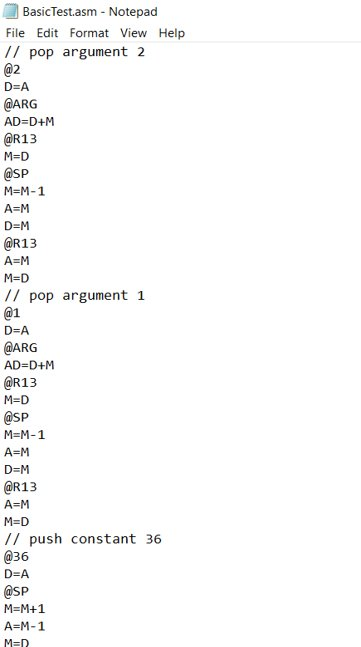 BasicTest.asm - Notepad
File Edit Format View Help
// pop argument 2
@2
D=A
@ARG
AD=D+M
@R13
M=D
@SP
M=M-1
A=M
D=M
@R13
A=M
M=D
// pop argument 1
@1
D=A
@ARG
AD=D+M
@R13
M=D
@SP
M=M-1
A=M
D=M
@R13
A=M
M=D
// push constant 36
@36
D=A
@SP
M=M+1
A=M-1
M=D